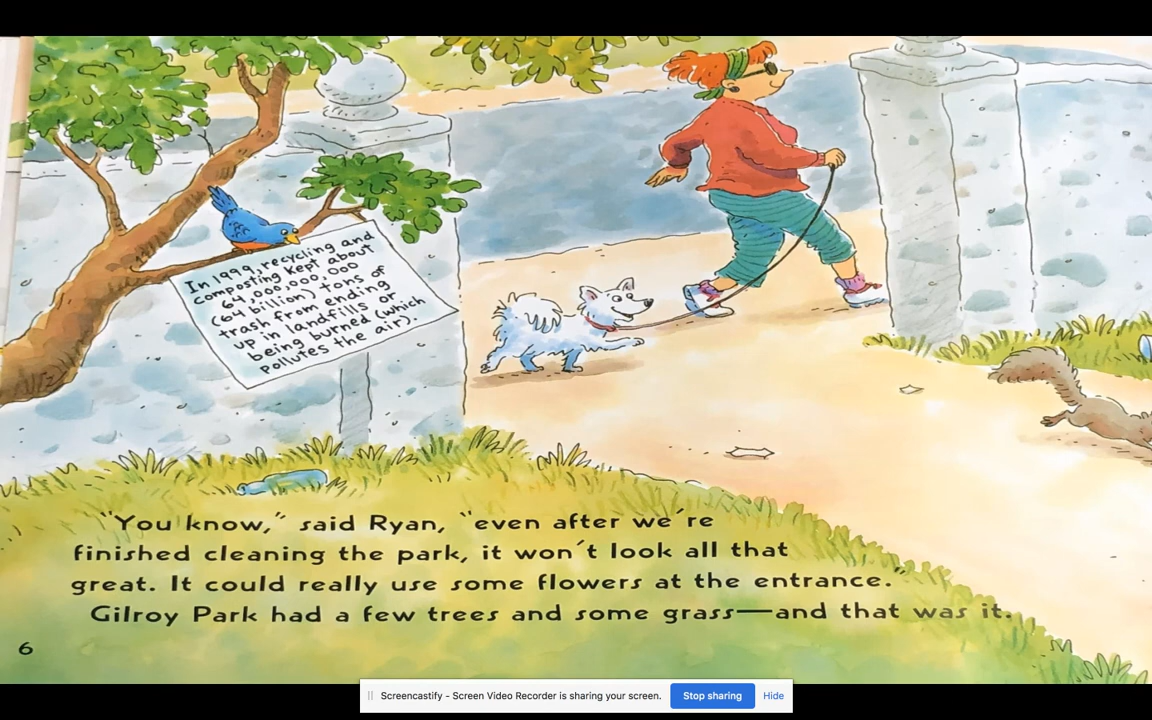 In 1999, recycling and
composting kept about
64,000,000,000
(64 billion) tons of
trash from ending
up in landfills or
being burned (which
pollutes the air).
"You know," said Ryan, "even after we're
finished cleaning the park, it won't look all that
great. It could really use some flowers at the entrance."
Gilroy Park had a few trees and some grass—and that was it.
6
Screencastify - Screen Video Recorder is sharing your screen. Stop sharing Hide